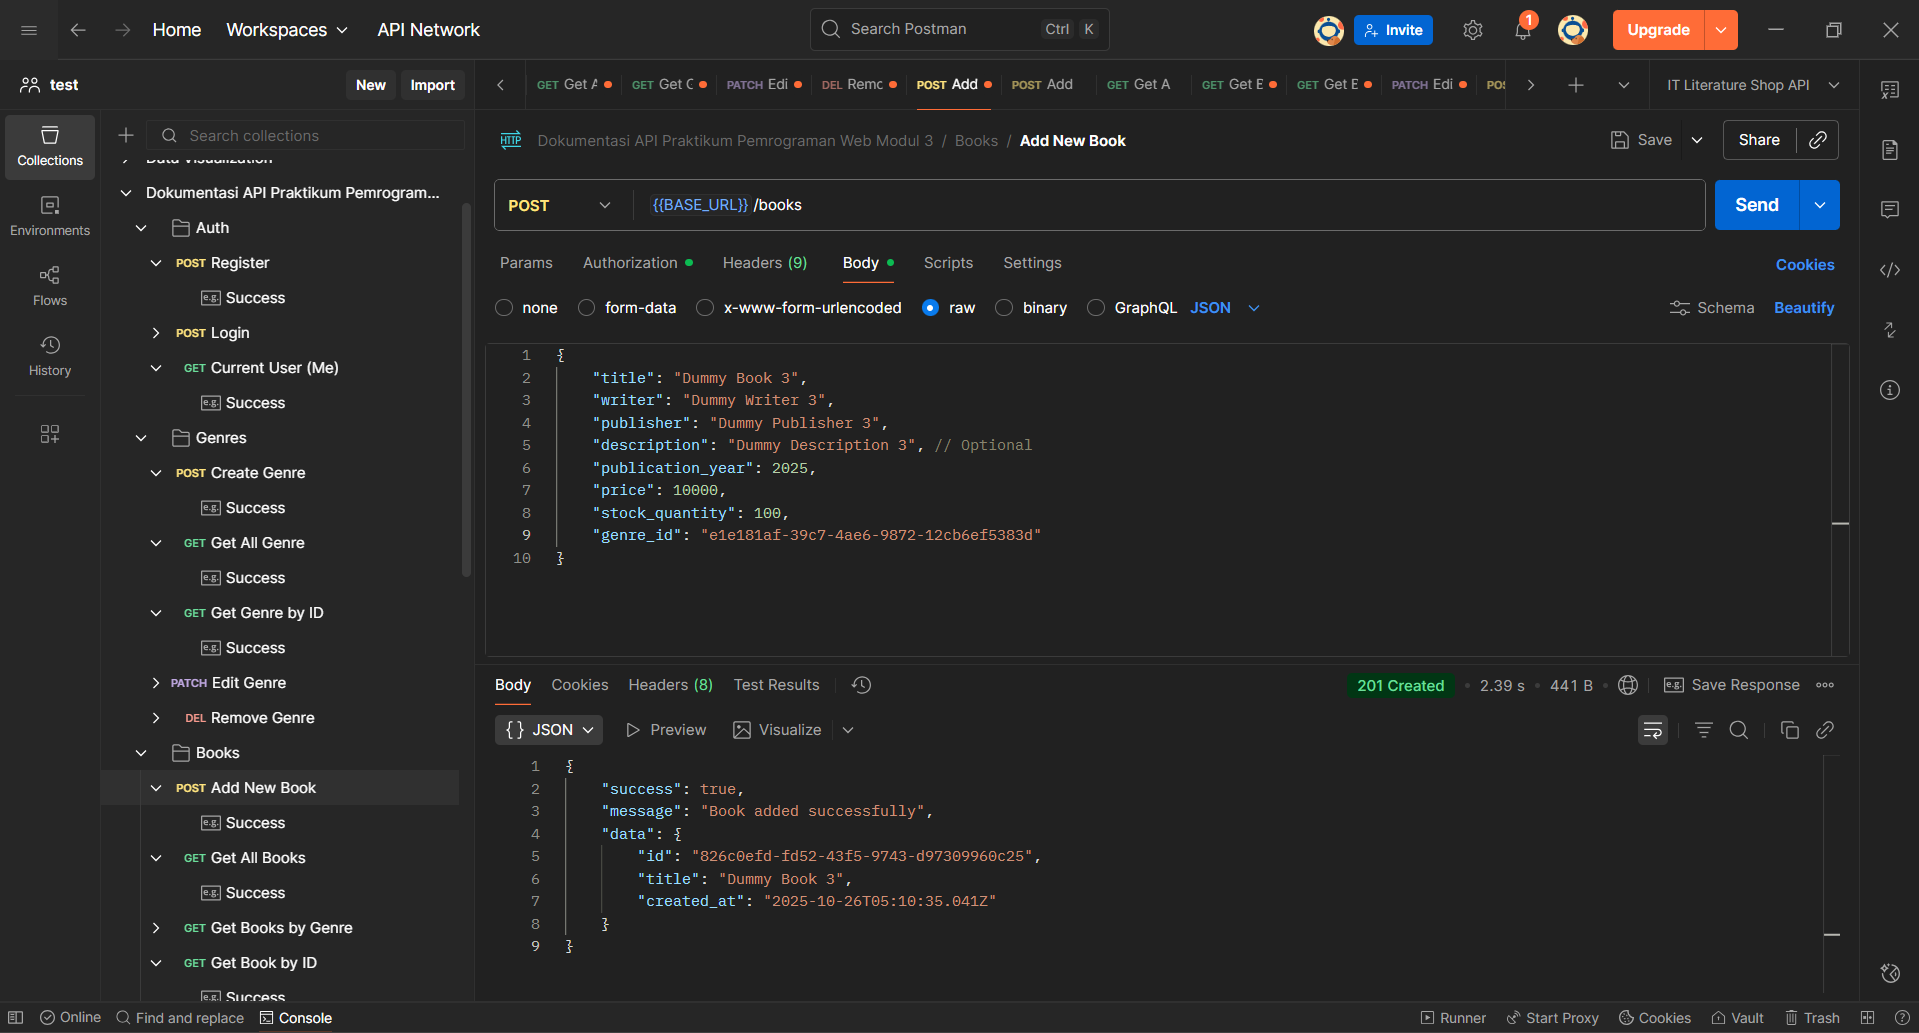 Home Workspaces API Network Search Postman Ctrl K Invite 1 Upgrade
test New Import
GET Get A GET Get C PATCH Edi DEL Remo POST Add POST Add GET Get A GET Get B GET Get B PATCH Edi POS IT Literature Shop API
Collections
Environments
Flows
History
Search collections
Data Visualization
Dokumentasi API Praktikum Pemrogram...
Auth
POST Register
e.g. Success
POST Login
GET Current User (Me)
e.g. Success
Genres
POST Create Genre
e.g. Success
GET Get All Genre
e.g. Success
GET Get Genre by ID
e.g. Success
PATCH Edit Genre
DEL Remove Genre
Books
POST Add New Book
e.g. Success
GET Get All Books
e.g. Success
GET Get Books by Genre
GET Get Book by ID
e.g. Success
HTTP Dokumentasi API Praktikum Pemrograman Web Modul 3 / Books / Add New Book Save Share
POST {{BASE_URL}} /books Send
Params Authorization Headers (9) Body Scripts Settings Cookies
none form-data x-www-form-urlencoded raw binary GraphQL JSON Schema Beautify
1 {
2 "title": "Dummy Book 3",
3 "writer": "Dummy Writer 3",
4 "publisher": "Dummy Publisher 3",
5 "description": "Dummy Description 3", // Optional
6 "publication_year": 2025,
7 "price": 10000,
8 "stock_quantity": 100,
9 "genre_id": "e1e181af-39c7-4ae6-9872-12cb6ef5383d"
10 }
Body Cookies Headers (8) Test Results 201 Created 2.39 s 441 B e.g. Save Response
{} JSON Preview Visualize
1 {
2 "success": true,
3 "message": "Book added successfully",
4 "data": {
5 "id": "826c0efd-fd52-43f5-9743-d97309960c25",
6 "title": "Dummy Book 3",
7 "created_at": "2025-10-26T05:10:35.041Z"
8 }
9 }
Online Find and replace Console Runner Start Proxy Cookies Vault Trash